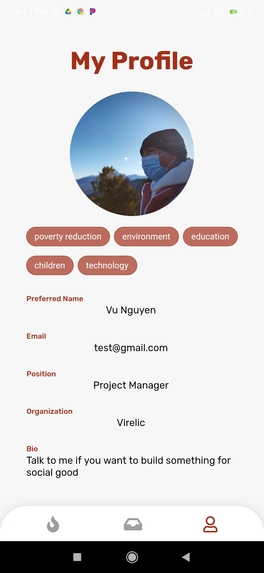 My Profile
poverty reduction environment education
children technology
Preferred Name
Vu Nguyen
Email
test@gmail.com
Position
Project Manager
Organization
Virelic
Bio
Talk to me if you want to build something for
social good